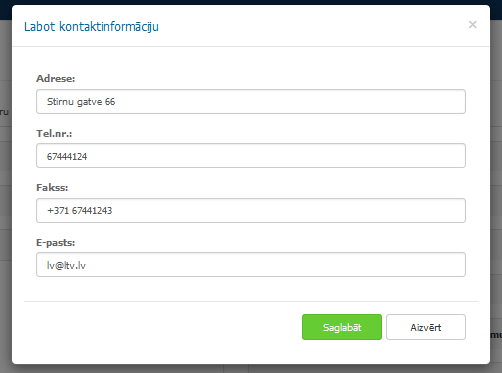 Labot kontaktinformāciju
×
Adrese:
Stirnu gatve 66
Tel.nr.:
67444124
Fakss:
+371 67441243
E-pasts:
lv@ltv.lv
Saglabāt
Aizvērt